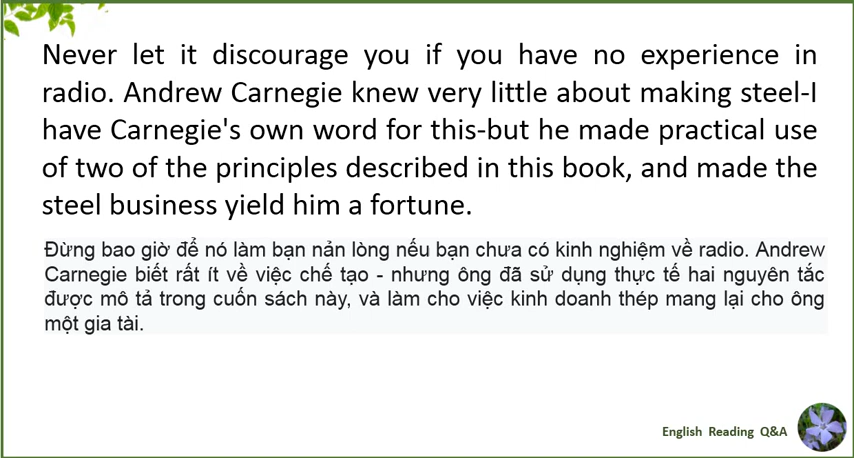 Never let it discourage you if you have no experience in
radio. Andrew Carnegie knew very little about making steel-I
have Carnegie's own word for this-but he made practical use
of two of the principles described in this book, and made the
steel business yield him a fortune.
Đừng bao giờ để nó làm bạn nản lòng nếu bạn chưa có kinh nghiệm về radio. Andrew
Carnegie biết rất ít về việc chế tạo - nhưng ông đã sử dụng thực tế hai nguyên tắc
được mô tả trong cuốn sách này, và làm cho việc kinh doanh thép mang lại cho ông
một gia tài.
English Reading Q&A